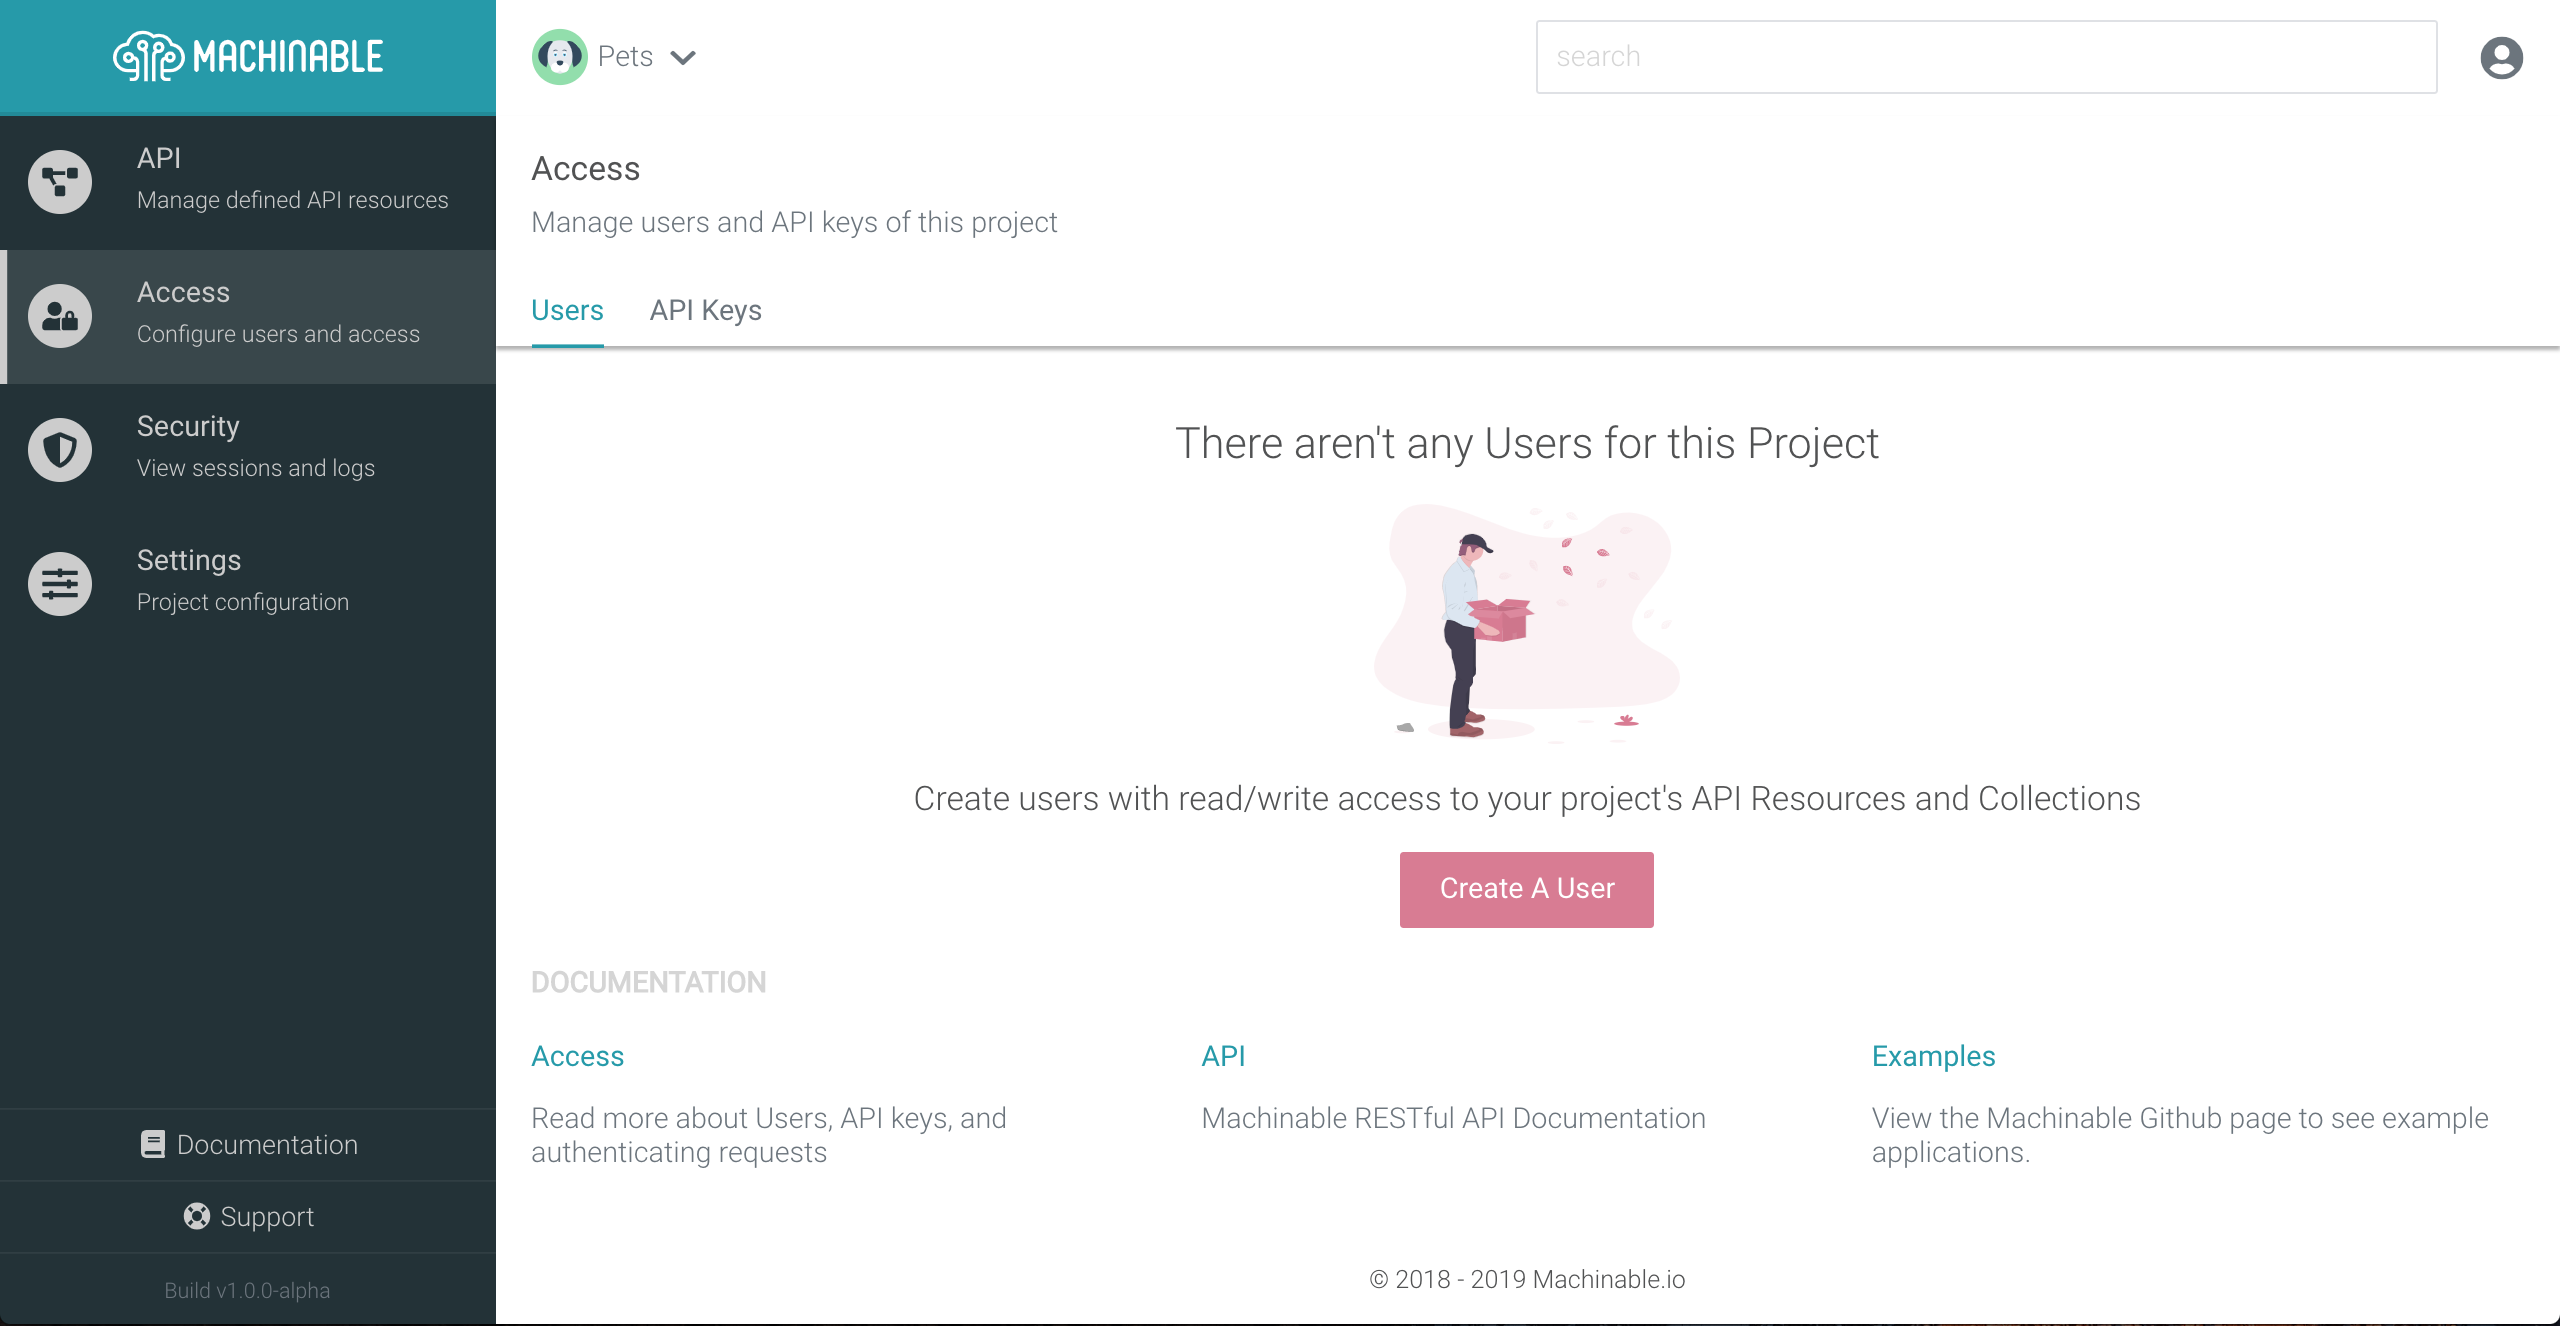 MACHINABLE
API
Manage defined API resources
Access
Configure users and access
Security
View sessions and logs
Settings
Project configuration
Documentation
Support
Build v1.0.0-alpha
Pets
search
Access
Manage users and API keys of this project
Users
API Keys
There aren't any Users for this Project
Create users with read/write access to your project's API Resources and Collections
Create A User
DOCUMENTATION
Access
Read more about Users, API keys, and
authenticating requests
API
Machinable RESTful API Documentation
Examples
View the Machinable Github page to see example
applications.
© 2018 - 2019 Machinable.io